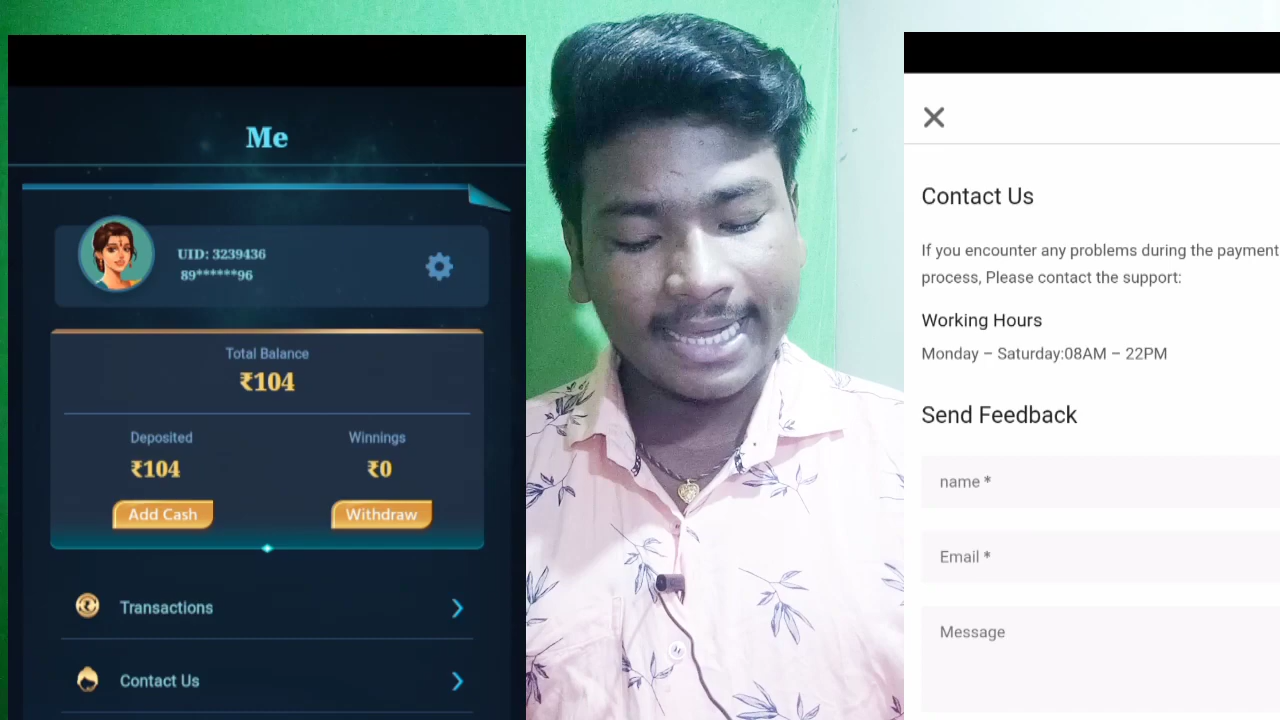 Me
UID: 3239436
89******96
Total Balance
₹104
Deposited
Winnings
₹104
₹0
Add Cash
Withdraw
Transactions
Contact Us
Contact Us
If you encounter any problems during the payment
process, Please contact the support:
Working Hours
Monday – Saturday:08AM – 22PM
Send Feedback
name *
Email *
Message